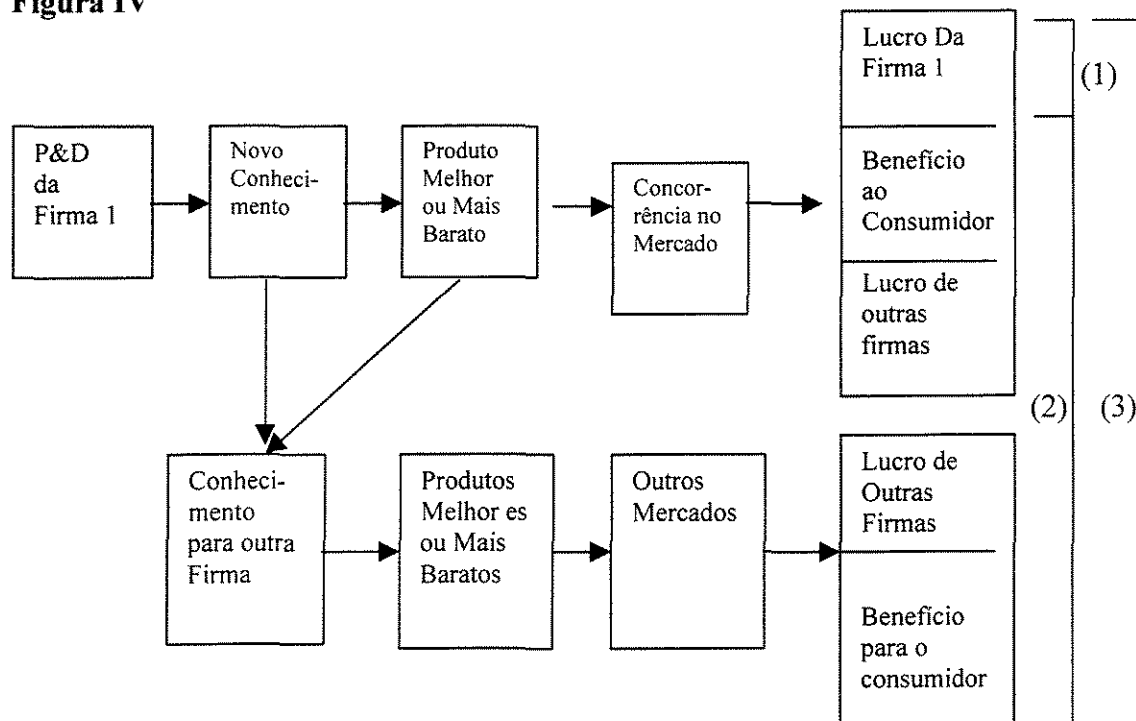 Figura IV
Lucro Da
Firma 1
(1)
P&D
da
Firma 1
Novo
Conheci-
mento
Produto
Melhor
ou Mais
Barato
Concor-
rência no
Mercado
Benefício
ao
Consumidor
Lucro de
outras
firmas
(2)
(3)
Conheci-
mento
para outra
Firma
Produtos
Melhor es
ou Mais
Baratos
Outros
Mercados
Lucro de
Outras
Firmas
Benefício
para o
consumidor